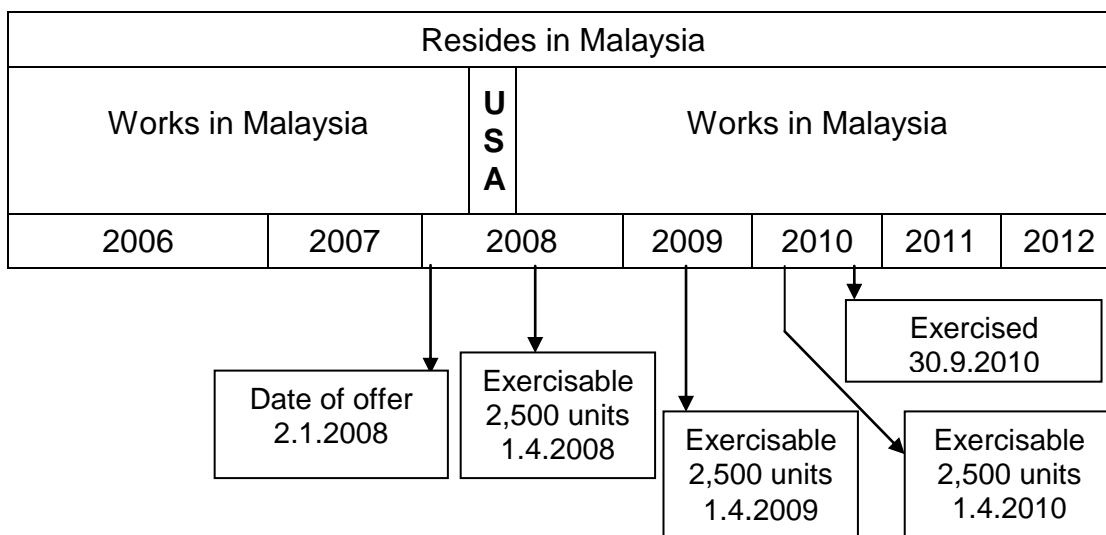 Resides in Malaysia
Works in Malaysia
U
S
A
Works in Malaysia
2006
2007
2008
2009
2010
2011
2012
Date of offer
2.1.2008
Exercisable
2,500 units
1.4.2008
Exercisable
2,500 units
1.4.2009
Exercised
30.9.2010
Exercisable
2,500 units
1.4.2010